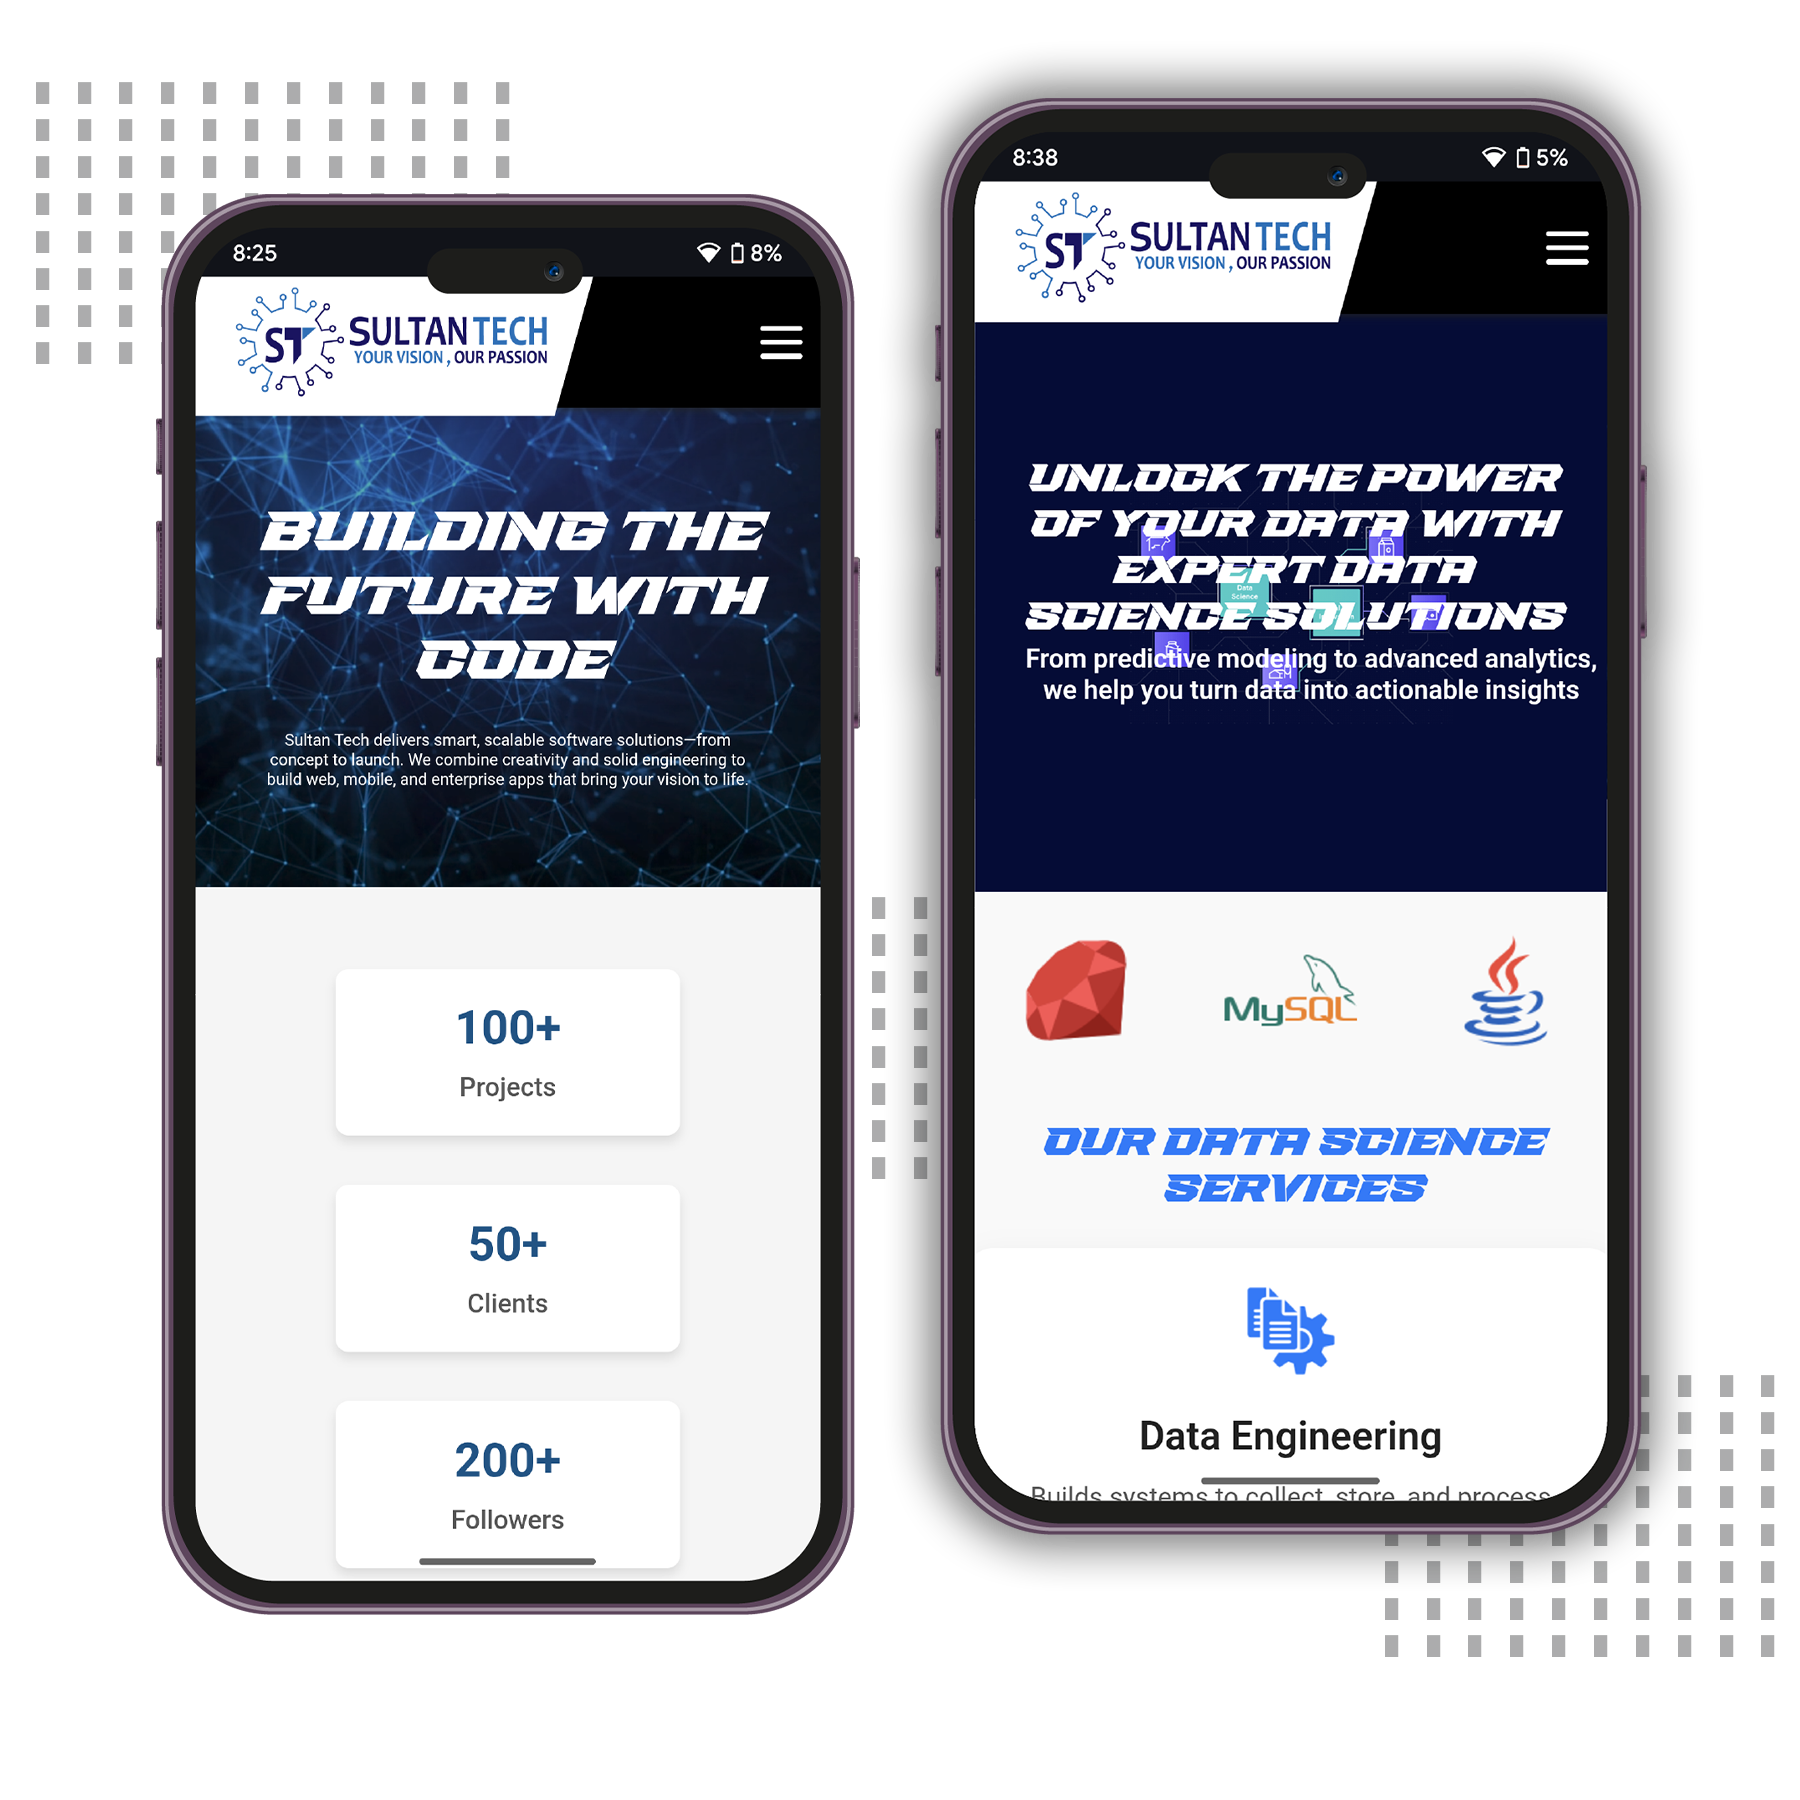 8:25
8%
ST
SULTAN TECH
YOUR VISION , OUR PASSION
BUILDING THE
FUTURE WITH
CODE
Sultan Tech delivers smart, scalable software solutions—from
concept to launch. We combine creativity and solid engineering to
build web, mobile, and enterprise apps that bring your vision to life.
100+
Projects
50+
Clients
200+
Followers
8:38
5%
ST
SULTAN TECH
YOUR VISION , OUR PASSION
UNLOCK THE POWER
OF YOUR DATA WITH
EXPERT DATA
SCIENCE SOLUTIONS
Data
Science
From predictive modeling to advanced analytics,
we help you turn data into actionable insights
MySQL
OUR DATA SCIENCE
SERVICES
Data Engineering
Builds systems to collect, store, and process